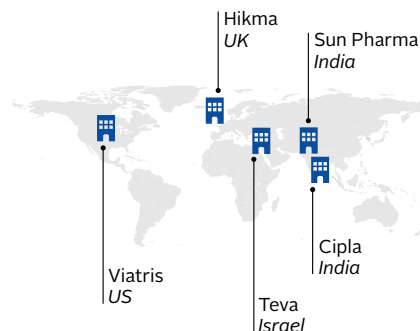 Hikma
UK
Sun Pharma
India
Cipla
India
Viatris
US
Teva
Israel